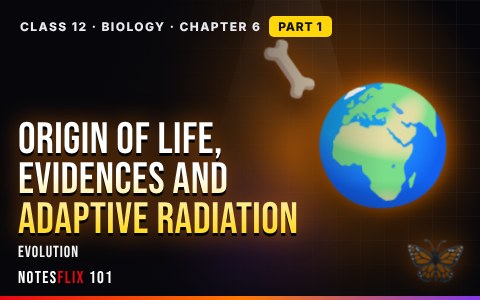 CLASS 12 · BIOLOGY · CHAPTER 6 PART 1
ORIGIN OF LIFE,
EVIDENCES AND
ADAPTIVE RADIATION
EVOLUTION
NOTESFLIX 101